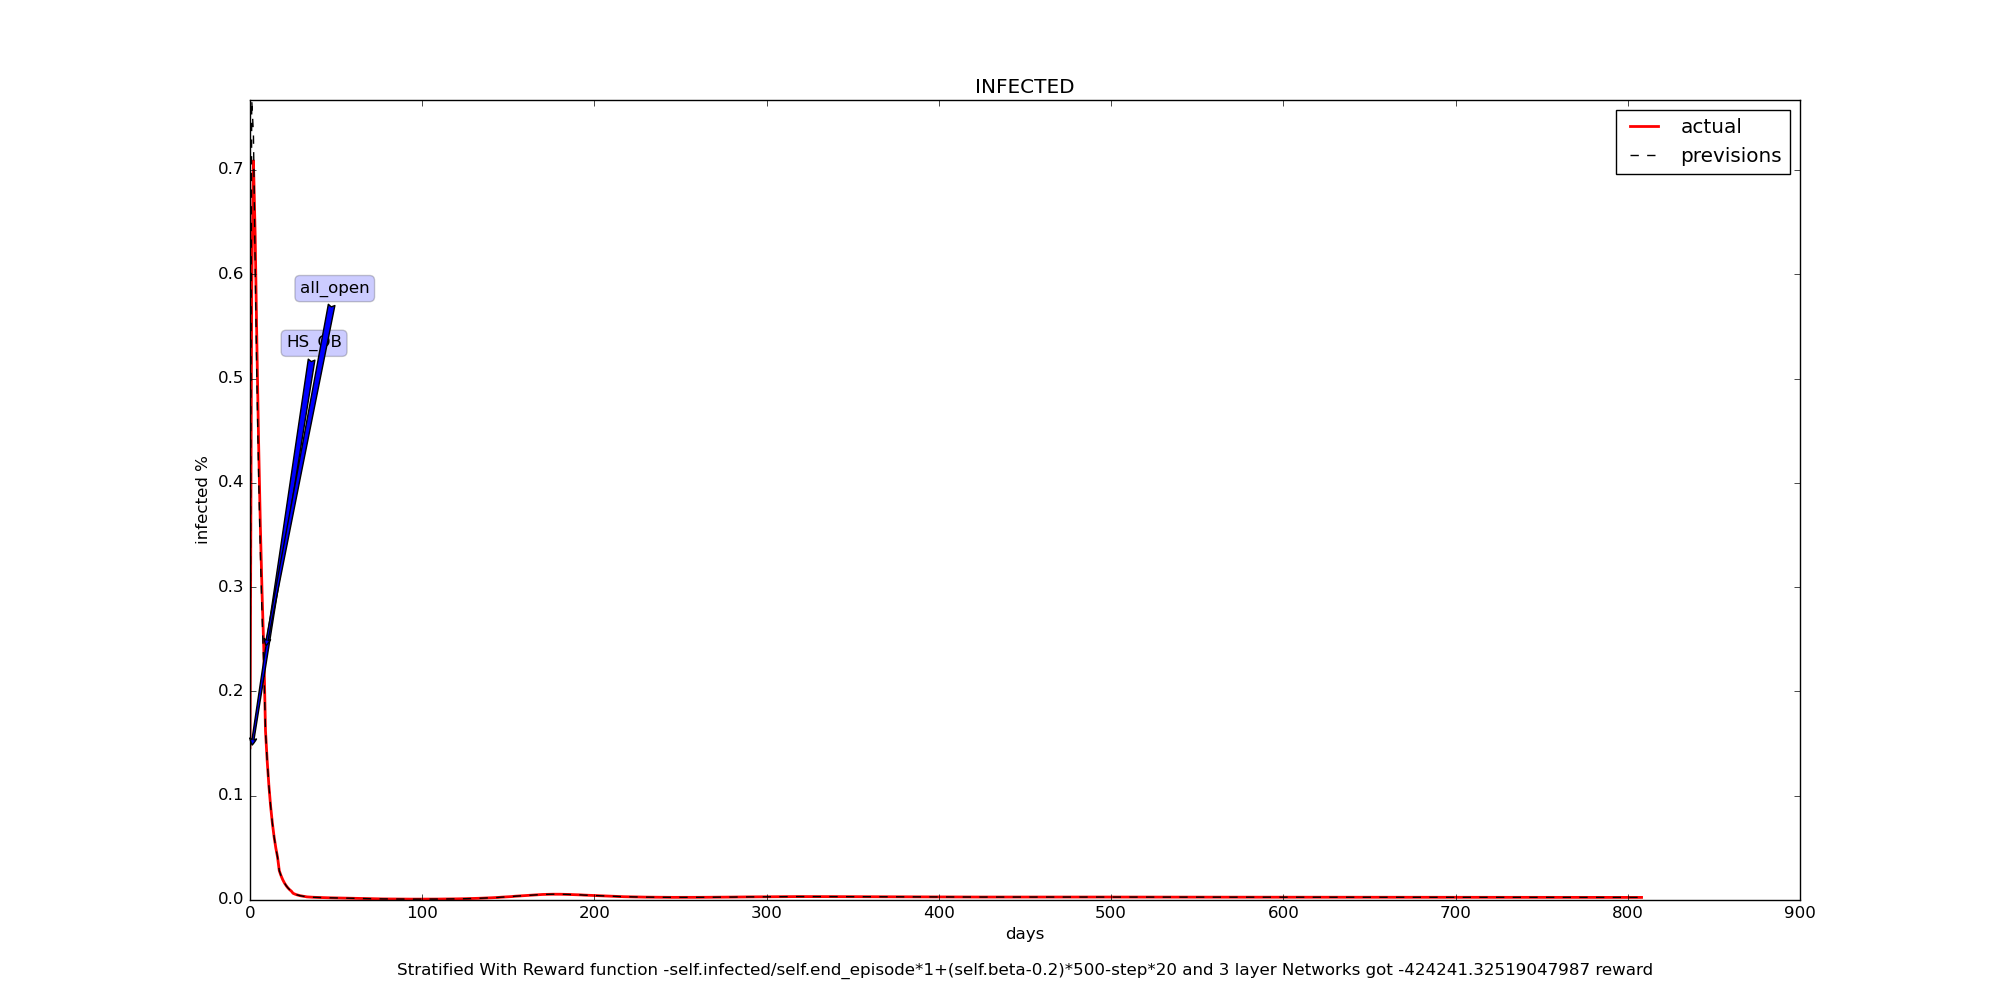 INFECTED
actual
previsions
all_open
HS_OB
infected %
0.7
0.6
0.5
0.4
0.3
0.2
0.1
0.0
0 100 200 300 400 500 600 700 800 900
days
Stratified With Reward function -self.infected/self.end_episode*1+(self.beta-0.2)*500-step*20 and 3 layer Networks got -424241.32519047987 reward